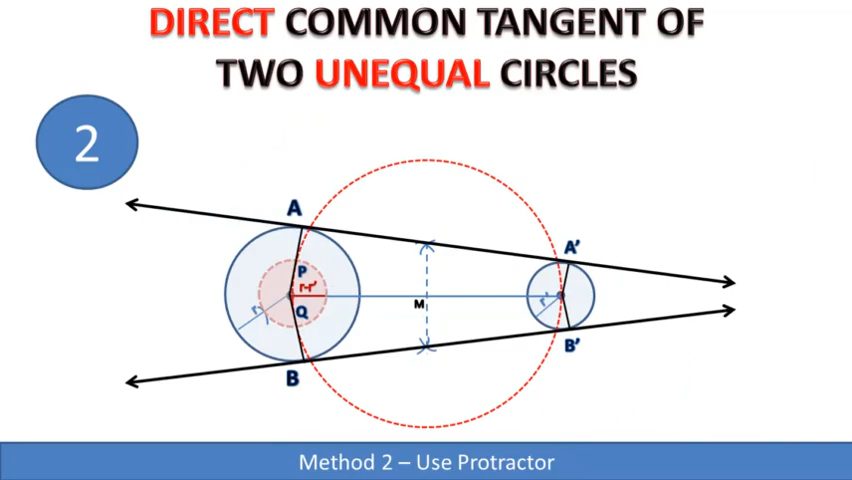 DIRECT COMMON TANGENT OF
TWO UNEQUAL CIRCLES
2
A
A'
P
r-r'
M
r
Q
r'
B
B'
Method 2 – Use Protractor